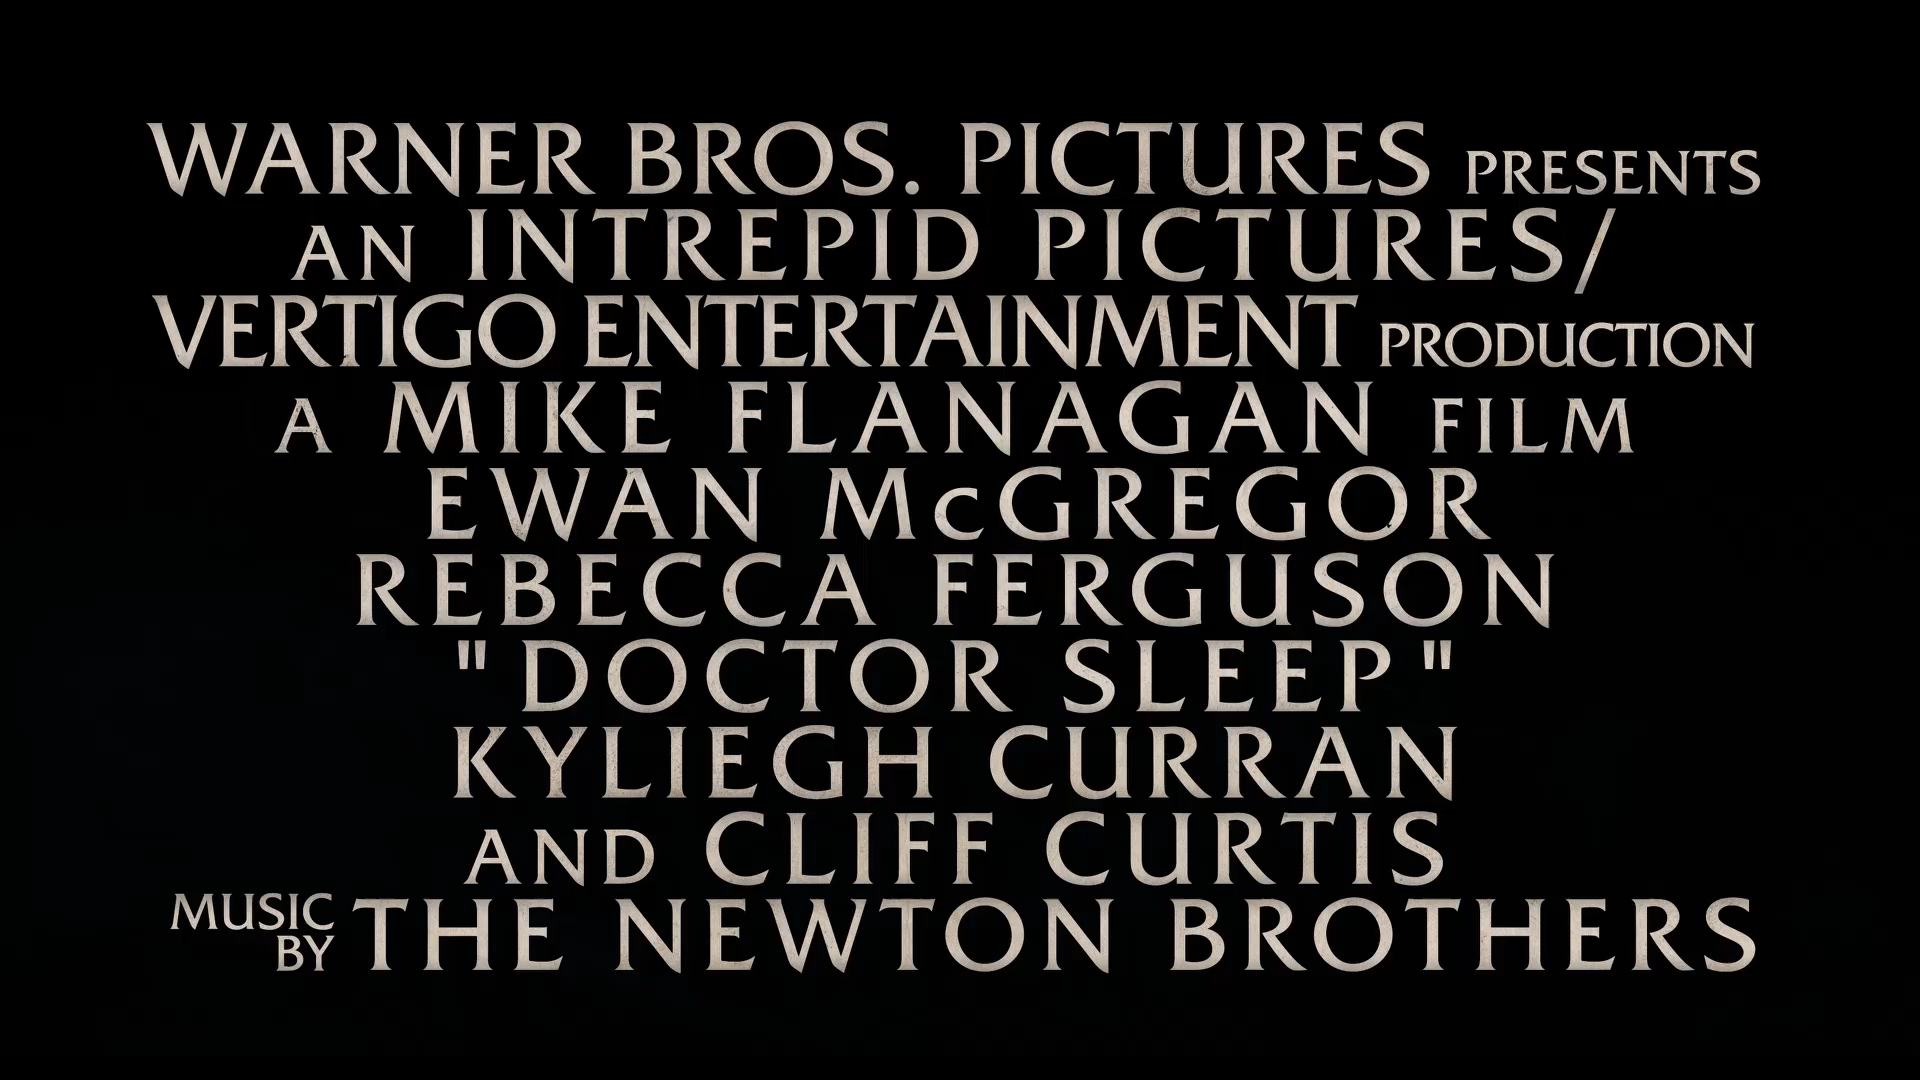 WARNER BROS. PICTURES PRESENTS
AN INTREPID PICTURES/
VERTIGO ENTERTAINMENT PRODUCTION
A MIKE FLANAGAN FILM
EWAN McGREGOR
REBECCA FERGUSON
"DOCTOR SLEEP"
KYLIEGH CURRAN
AND CLIFF CURTIS
MUSIC BY THE NEWTON BROTHERS